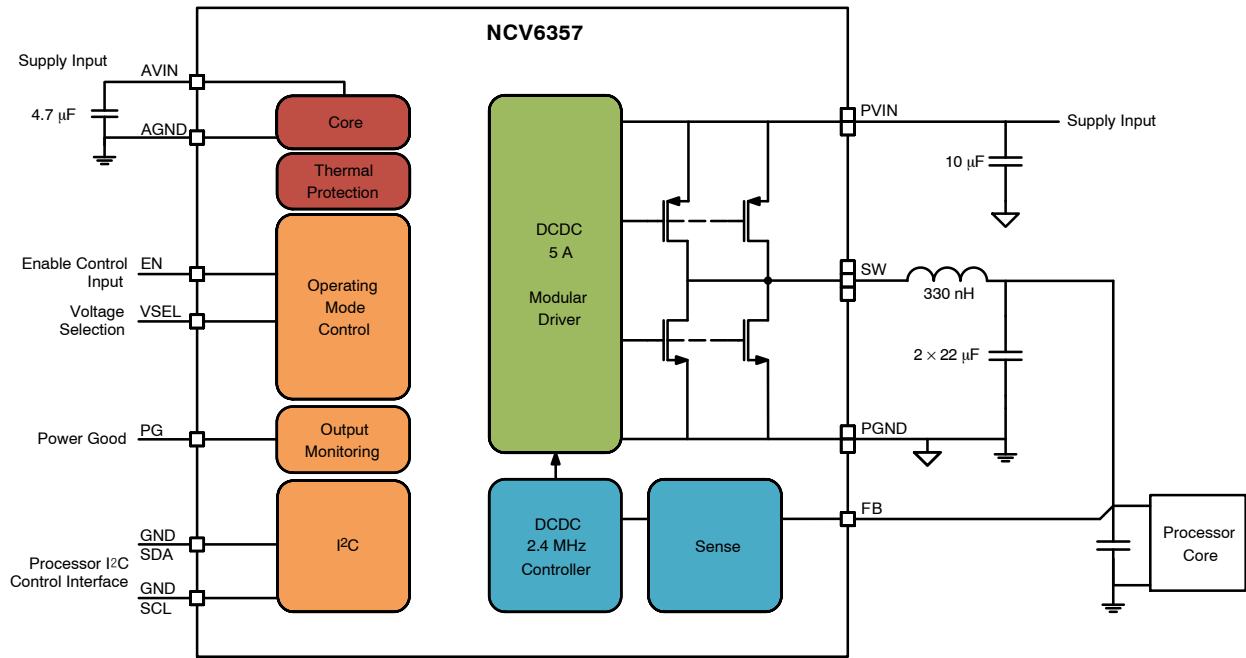 NCV6357
Supply Input
AVIN
4.7 μF
AGND
Core
Thermal
Protection
Enable Control
Input
EN
Voltage
Selection
VSEL
Operating
Mode
Control
Power Good
PG
Output
Monitoring
Processor I2C
Control Interface
GND
SDA
GND
SCL
I²C
DCDC
5 A
Modular
Driver
DCDC
2.4 MHz
Controller
Sense
PVIN
Supply Input
10 μF
SW
330 nH
2 × 22 μF
PGND
FB
Processor
Core